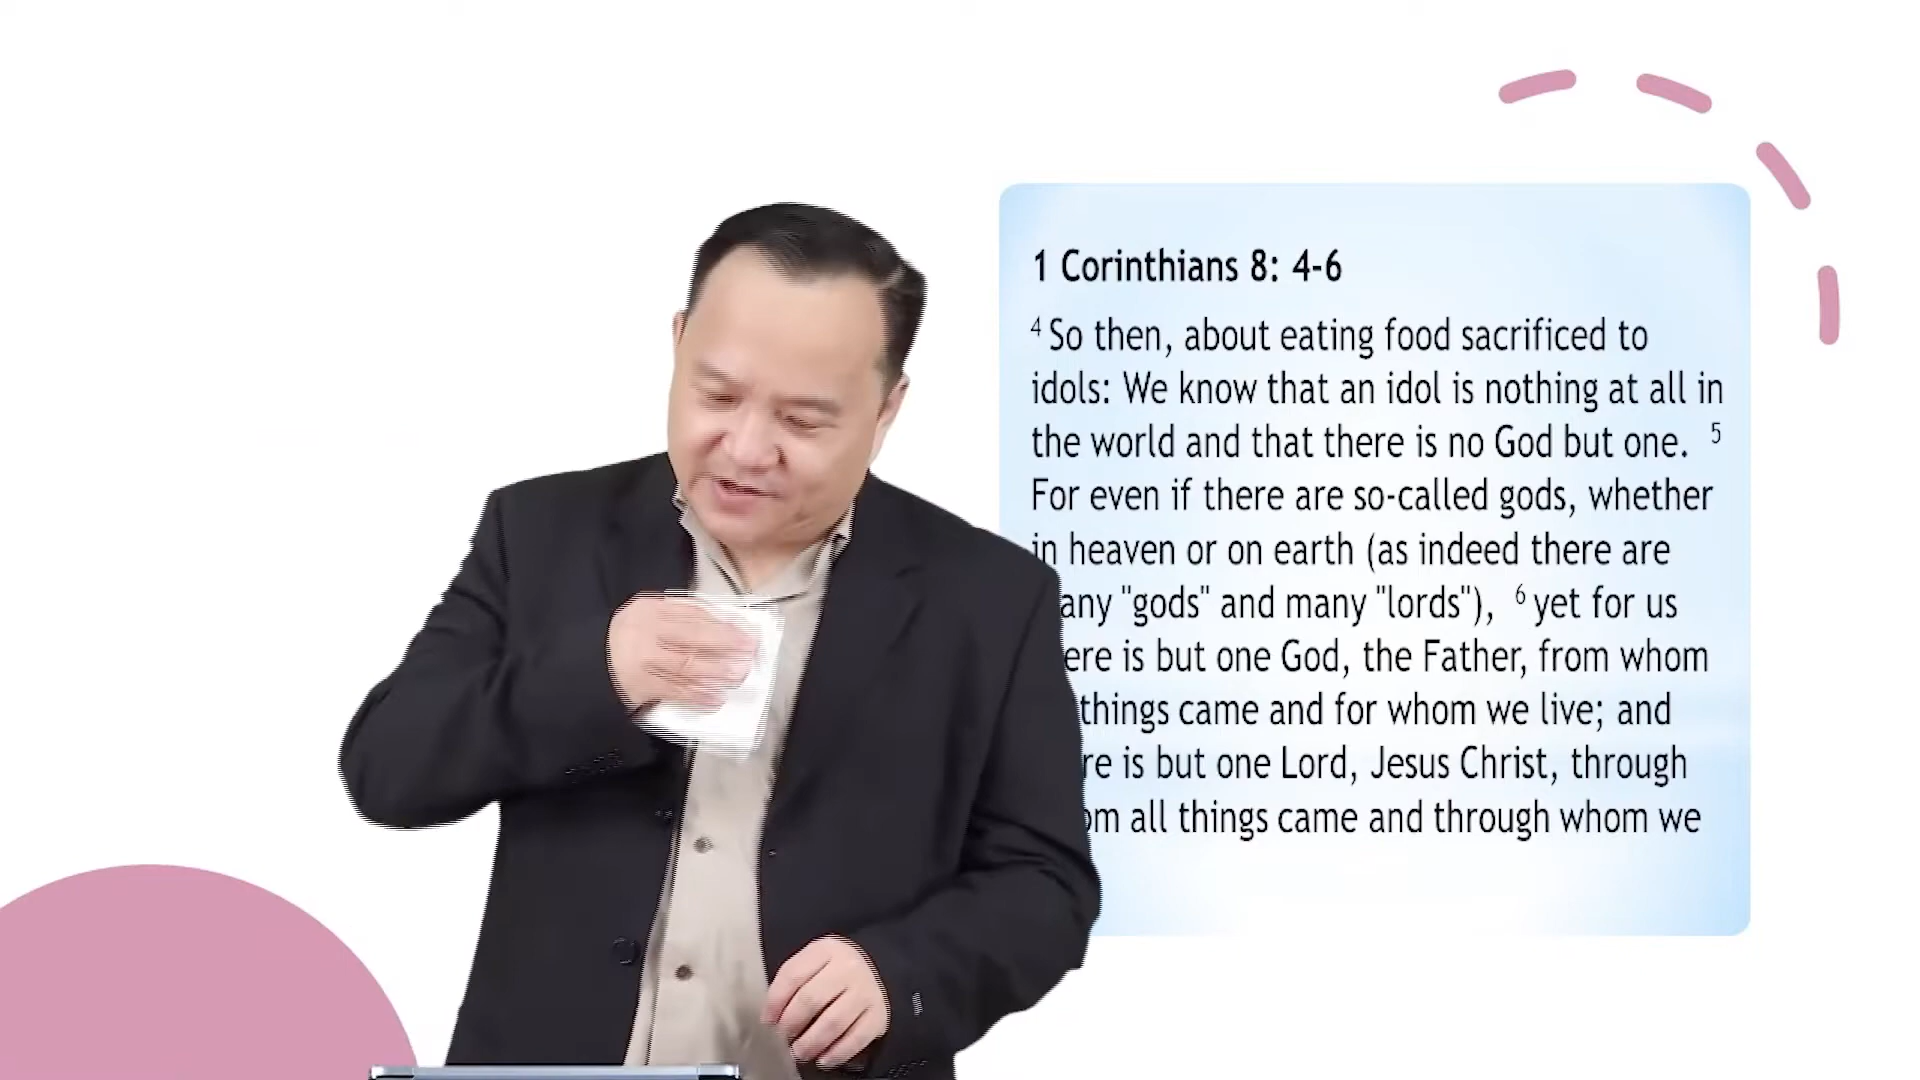 1 Corinthians 8: 4-6
4 So then, about eating food sacrificed to
idols: We know that an idol is nothing at all in
the world and that there is no God but one. 5
For even if there are so-called gods, whether
in heaven or on earth (as indeed there are
any "gods" and many "lords"), 6 yet for us
ere is but one God, the Father, from whom
things came and for whom we live; and
re is but one Lord, Jesus Christ, through
om all things came and through whom we